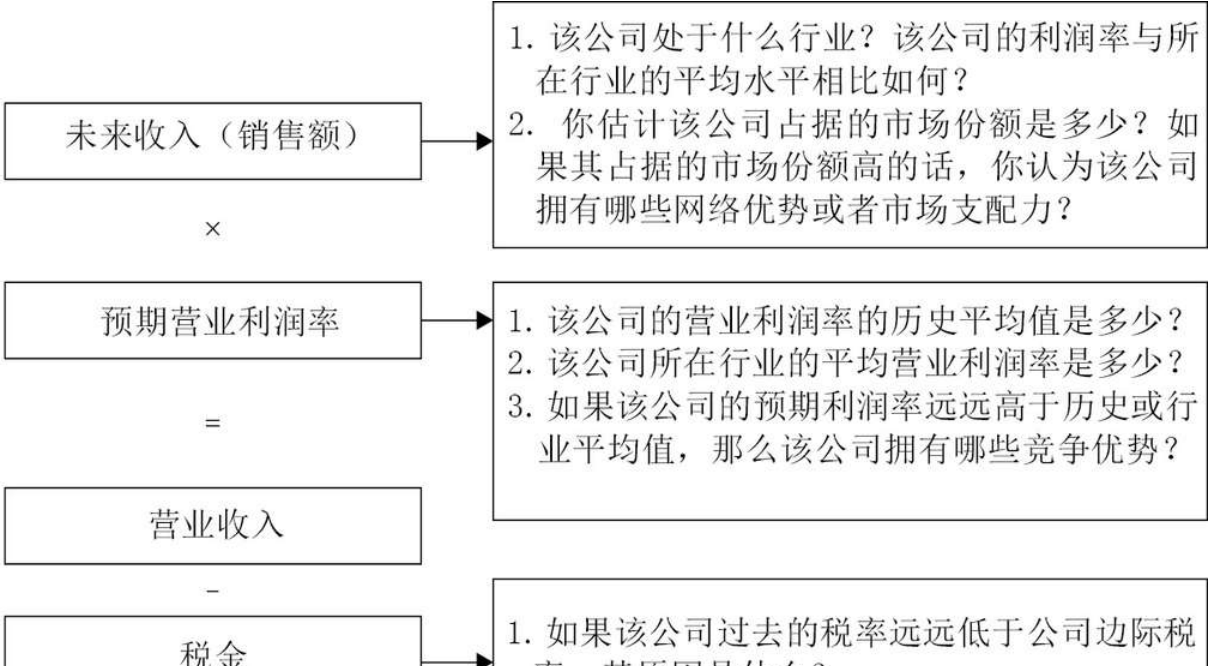 1. 该公司处于什么行业？该公司的利润率与所
在行业的平均水平相比如何？
未来收入（销售额）
2. 你估计该公司占据的市场份额是多少？如
果其占据的市场份额高的话，你认为该公司
拥有哪些网络优势或者市场支配力？
×
预期营业利润率
1. 该公司的营业利润率的历史平均值是多少？
2. 该公司所在行业的平均营业利润率是多少？
3. 如果该公司的预期利润率远远高于历史或行
业平均值，那么该公司拥有哪些竞争优势？
=
营业收入
-
税金
1. 如果该公司过去的税率远远低于公司边际税